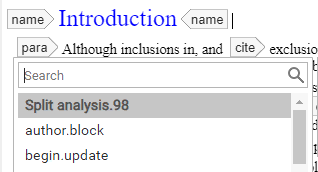 name Introduction name
para Although inclusions in, and cite exclusio
Search
Split analysis.98
author.block
begin.update